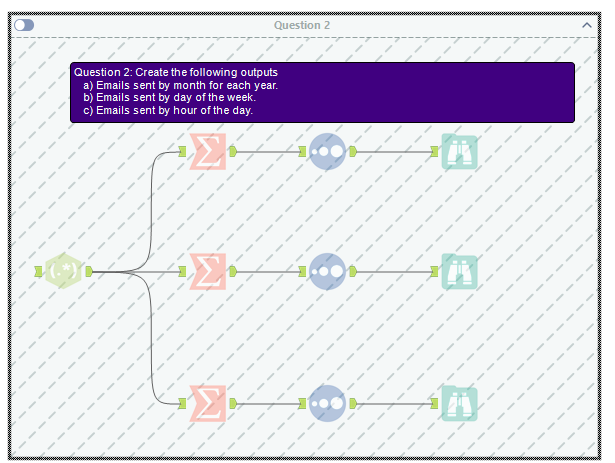 Question 2
Question 2: Create the following outputs
a) Emails sent by month for each year.
b) Emails sent by day of the week.
c) Emails sent by hour of the day.
(.*)
Σ
Σ
Σ